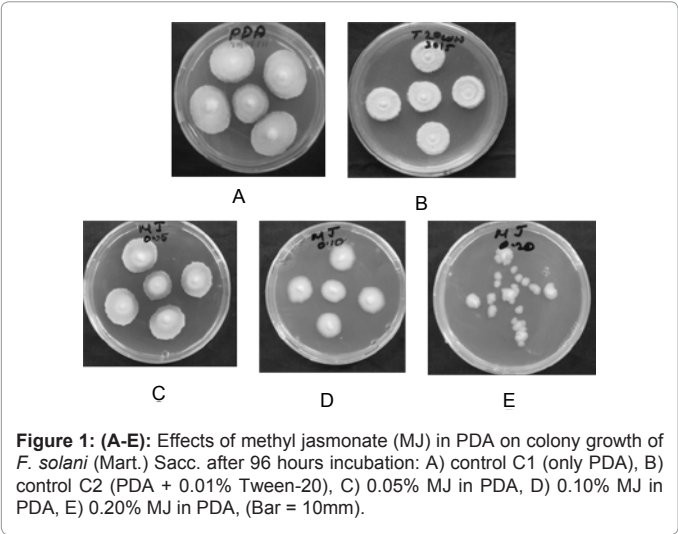 PDA
A
B
MJ
0.05
C
MJ
0.10
D
MJ
0.20
E
Figure 1: (A-E): Effects of methyl jasmonate (MJ) in PDA on colony growth of
F. solani (Mart.) Sacc. after 96 hours incubation: A) control C1 (only PDA), B)
control C2 (PDA + 0.01% Tween-20), C) 0.05% MJ in PDA, D) 0.10% MJ in
PDA, E) 0.20% MJ in PDA, (Bar = 10mm).